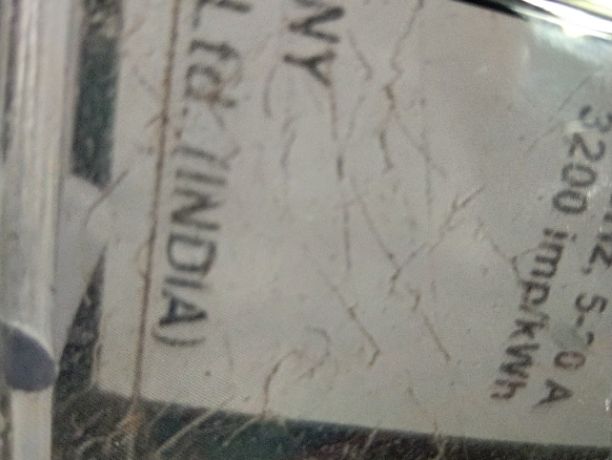 3200 imp/kWh
NY
Ltd. (INDIA)